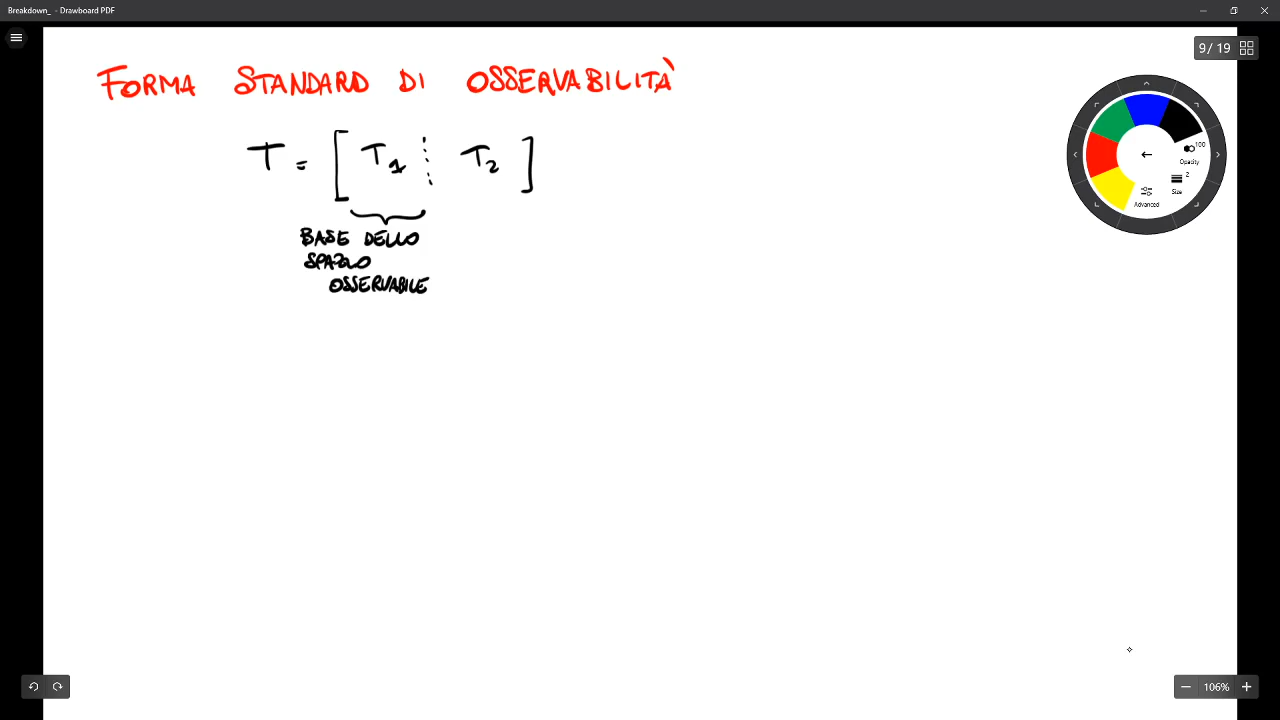 Breakdown_ - Drawboard PDF
9/ 19
FORMA STANDARD DI OSSERVABILITÀ
T = [ T1 ⋮ T2 ]
BASE DELLO
SPAZIO
OSSERVABILE
100
Opacity
2
Size
Advanced
106%